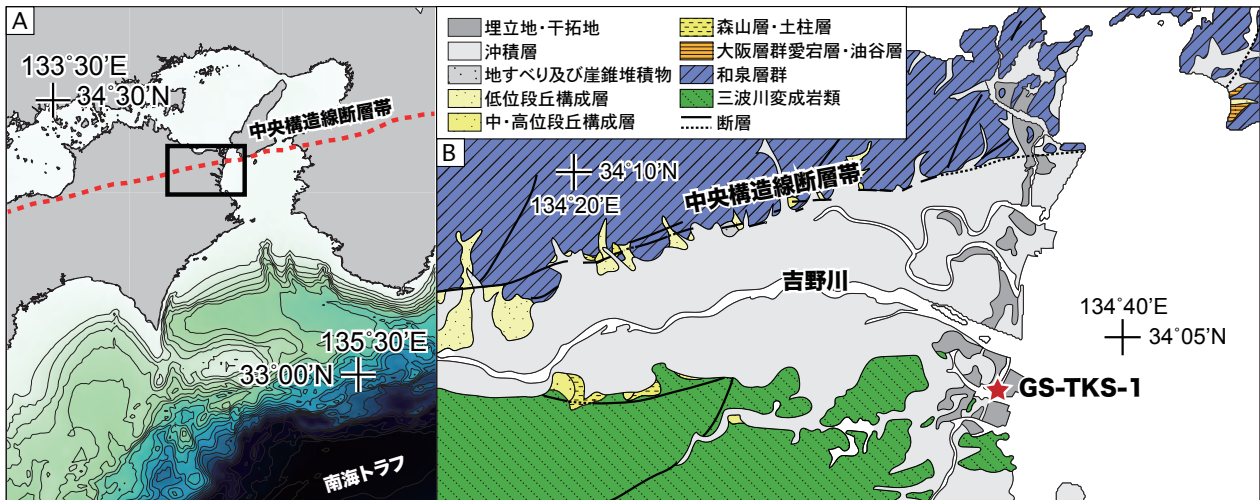 A
133°30’E
34°30’N
中央構造線断層帯
135°30’E
33°00’N
南海トラフ
埋立地・干拓地
沖積層
地すべり及び崖錐堆積物
低位段丘構成層
中・高位段丘構成層
森山層・土柱層
大阪層群愛宕層・油谷層
和泉層群
三波川変成岩類
断層
B
34°10’N
134°20’E
中央構造線断層帯
吉野川
134°40’E
34°05’N
GS-TKS-1